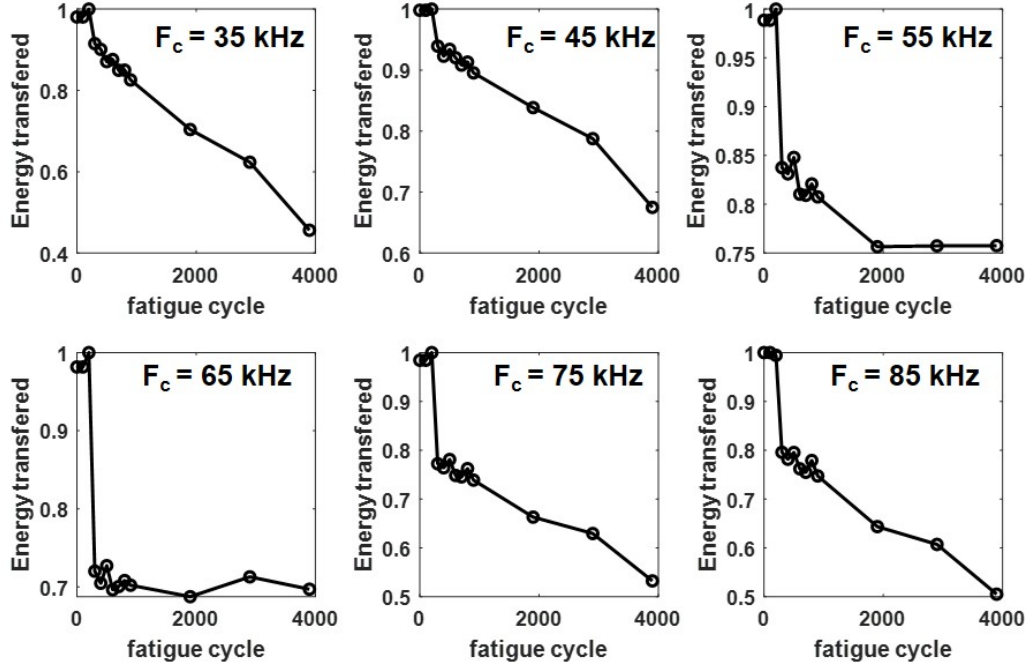 Energy transfered
1
0.8
0.6
0.4
F_c = 35 kHz
0 2000 4000
fatigue cycle
Energy transfered
1
0.9
0.8
0.7
0.6
F_c = 45 kHz
0 2000 4000
fatigue cycle
Energy transfered
1
0.95
0.9
0.85
0.8
0.75
F_c = 55 kHz
0 2000 4000
fatigue cycle
Energy transfered
1
0.9
0.8
0.7
F_c = 65 kHz
0 2000 4000
fatigue cycle
Energy transfered
1
0.9
0.8
0.7
0.6
0.5
F_c = 75 kHz
0 2000 4000
fatigue cycle
Energy transfered
1
0.9
0.8
0.7
0.6
0.5
F_c = 85 kHz
0 2000 4000
fatigue cycle